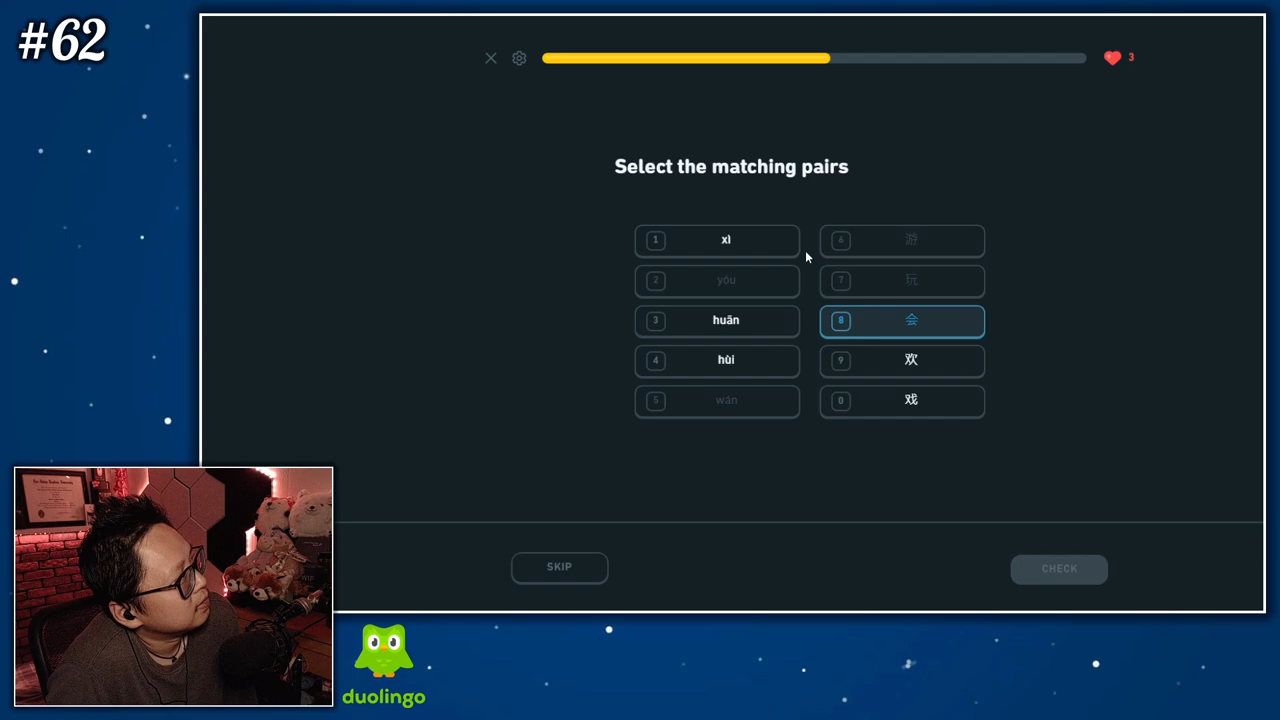 #62
3
Select the matching pairs
1 xì
6 游
2 yóu
7 玩
3 huān
8 会
4 hùi
9 欢
5 wán
0 戏
SKIP
CHECK
duolingo